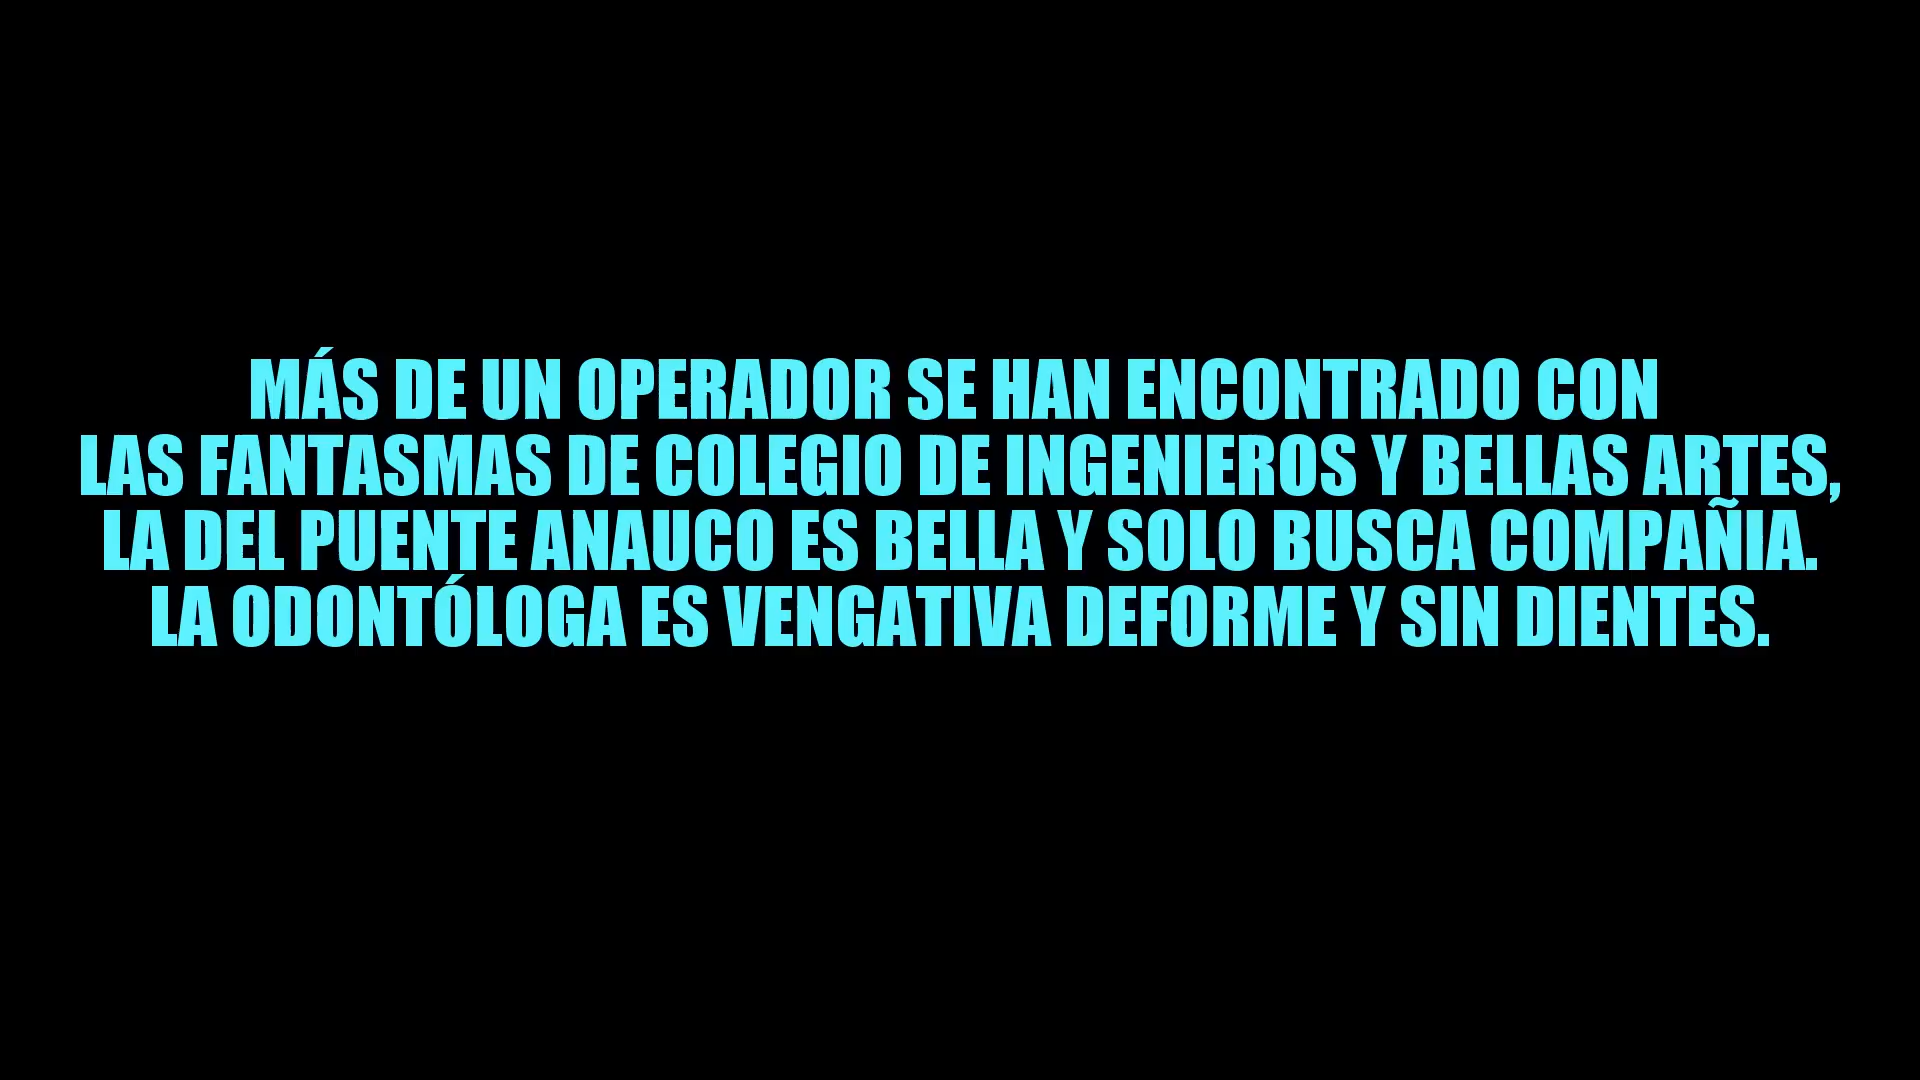 MÁS DE UN OPERADOR SE HAN ENCONTRADO CON
LAS FANTASMAS DE COLEGIO DE INGENIEROS Y BELLAS ARTES,
LA DEL PUENTE ANAUCO ES BELLA Y SOLO BUSCA COMPAÑIA.
LA ODONTÓLOGA ES VENGATIVA DEFORME Y SIN DIENTES.